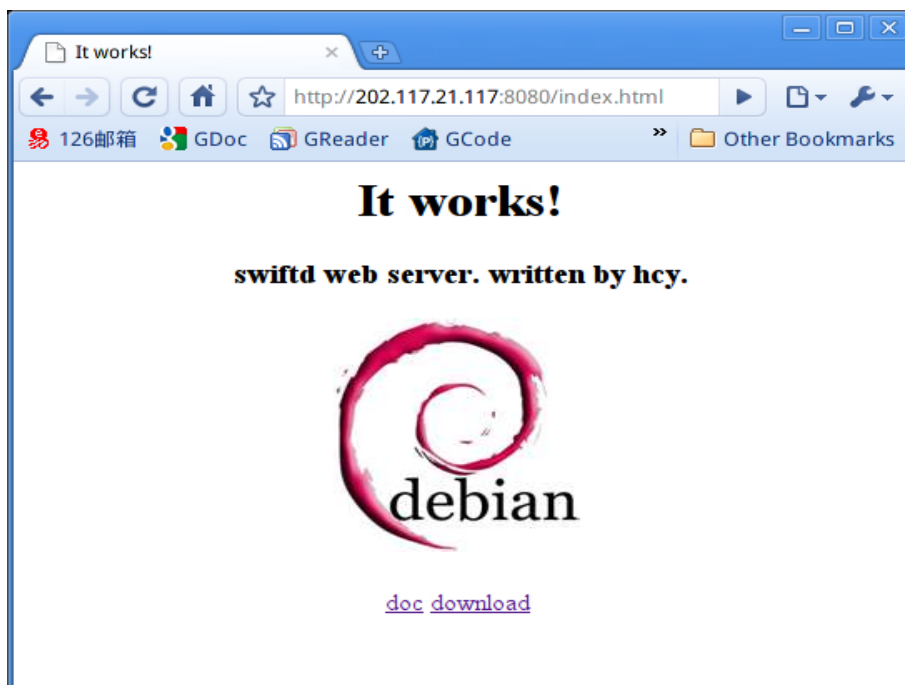 It works!
http://202.117.21.117:8080/index.html
126邮箱 GDoc GReader GCode » Other Bookmarks
It works!
swiftd web server. written by hcy.
debian
doc download